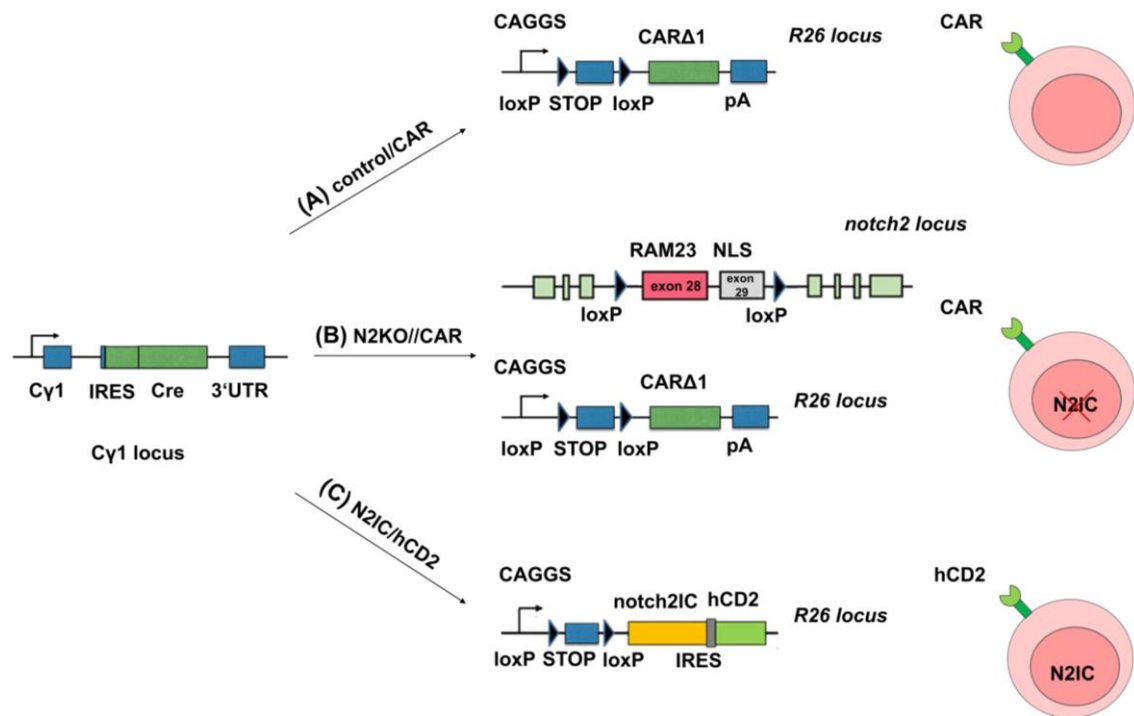 CAGGS
CARΔ1
R26 locus
CAR
loxP STOP loxP pA
(A) control/CAR
notch2 locus
RAM23 NLS
exon 28 exon 29
loxP loxP
CAR
(B) N2KO//CAR
N2IC
CAGGS
CARΔ1
R26 locus
loxP STOP loxP pA
Cγ1 IRES Cre 3‘UTR
Cγ1 locus
(C) N2IC/hCD2
CAGGS
notch2IC hCD2
R26 locus
hCD2
loxP STOP loxP IRES
N2IC